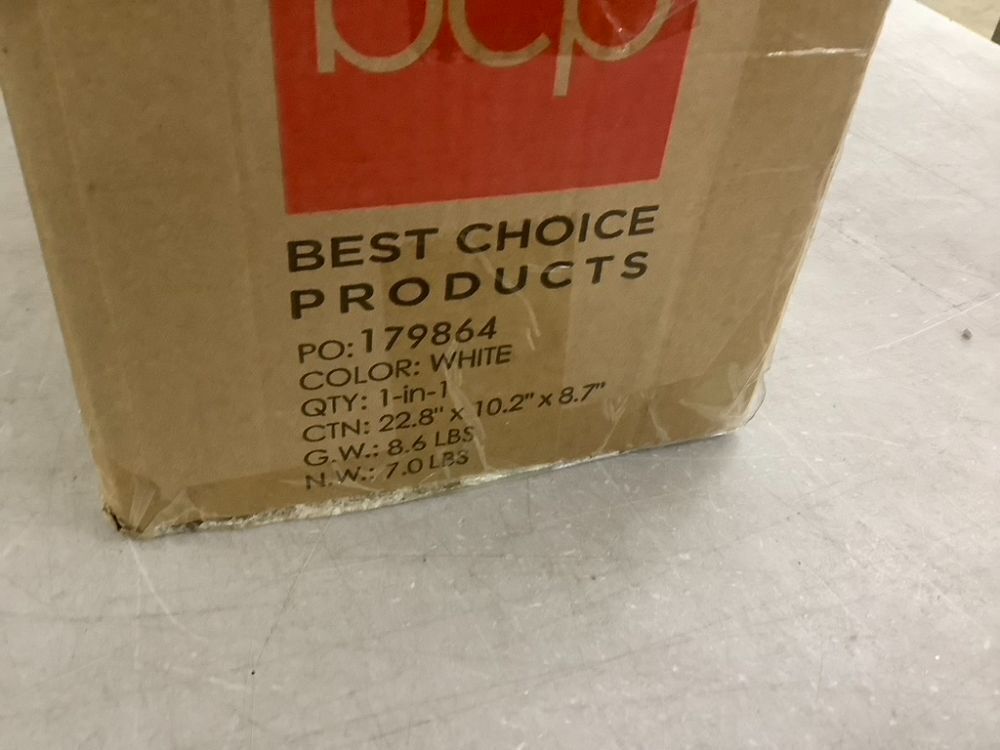 bcp
BEST CHOICE
PRODUCTS
PO: 179864
COLOR: WHITE
QTY: 1-in-1
CTN: 22.8" x 10.2" x 8.7"
G.W.: 8.6 LBS
N.W.: 7.0 LBS